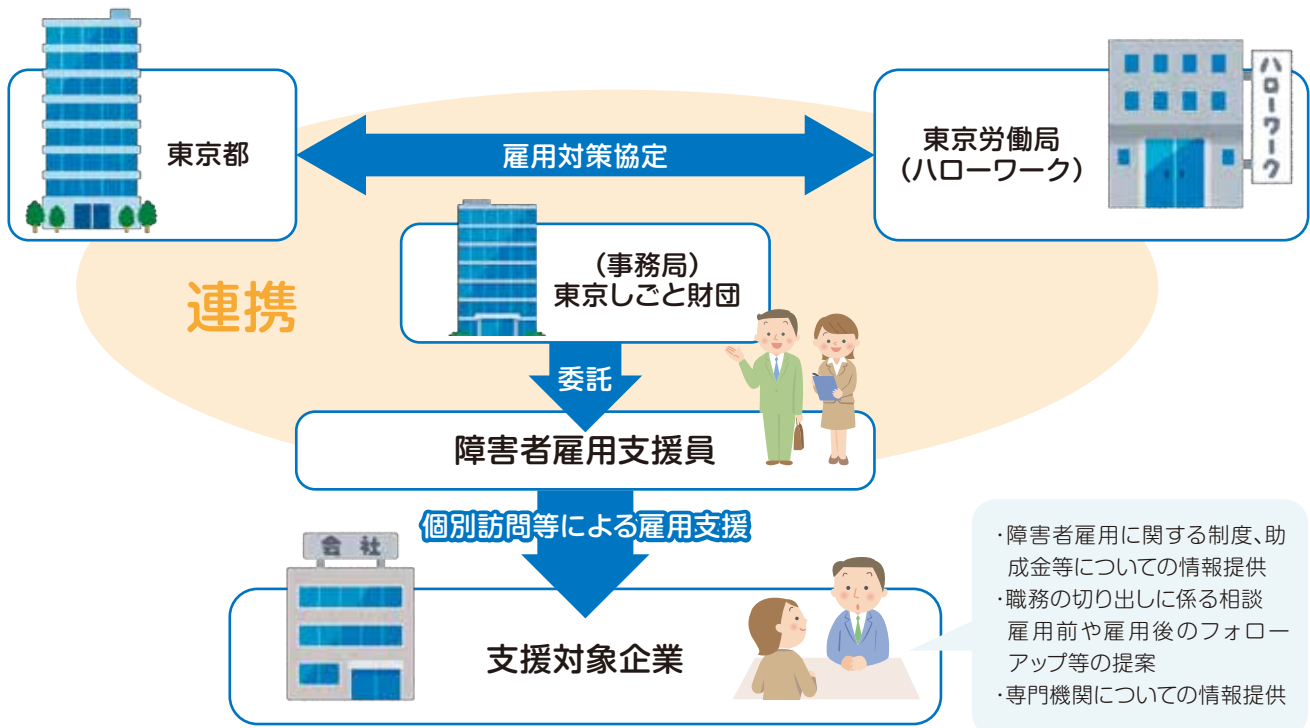 東京都
雇用対策協定
東京労働局
(ハローワーク)
ハローワーク
連携
(事務局)
東京しごと財団
委託
障害者雇用支援員
個別訪問等による雇用支援
会社
支援対象企業
・障害者雇用に関する制度、助
成金等についての情報提供
・職務の切り出しに係る相談
雇用前や雇用後のフォロー
アップ等の提案
・専門機関についての情報提供